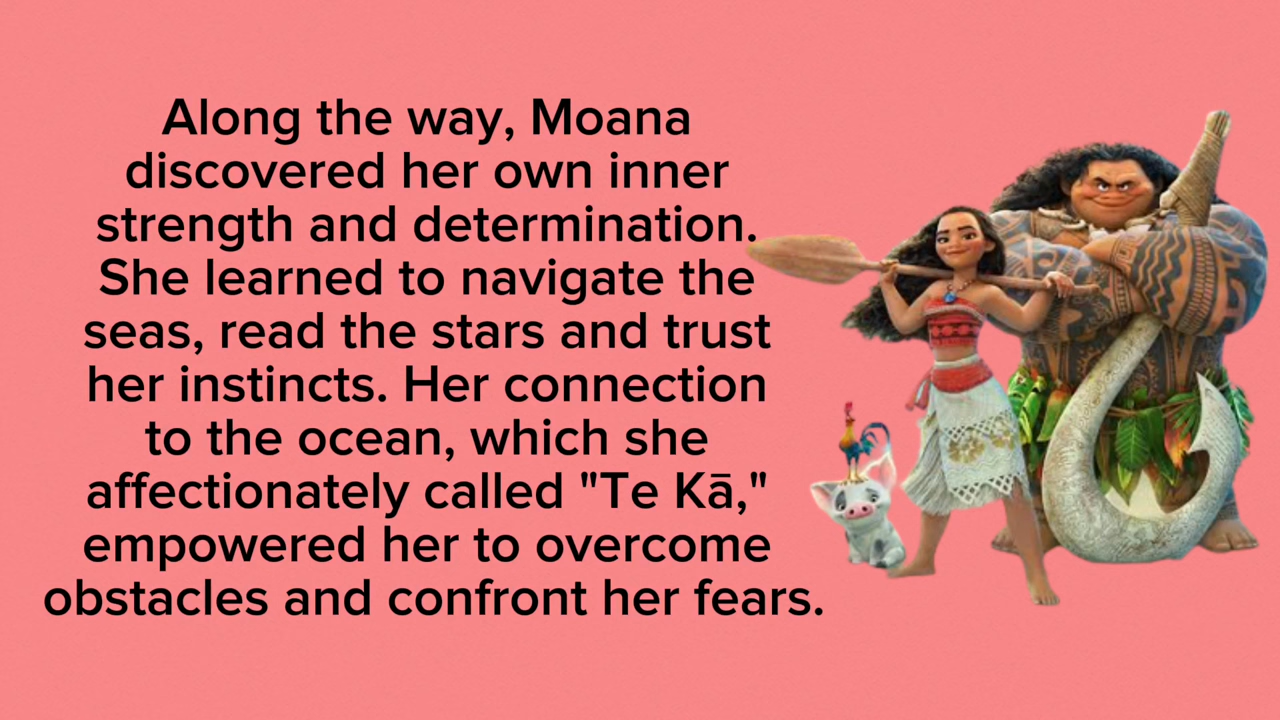 Along the way, Moana
discovered her own inner
strength and determination.
She learned to navigate the
seas, read the stars and trust
her instincts. Her connection
to the ocean, which she
affectionately called "Te Kā,"
empowered her to overcome
obstacles and confront her fears.